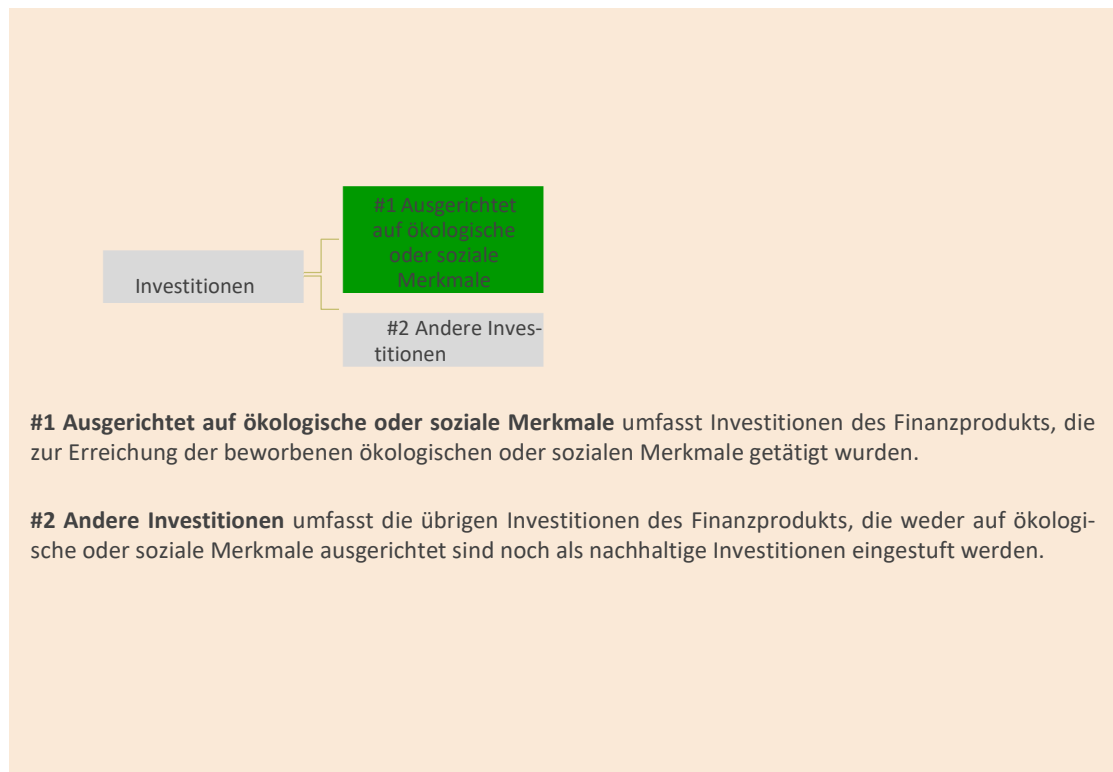 #1 Ausgerichtet
auf ökologische
oder soziale
Merkmale
Investitionen
#2 Andere Inves-
titionen
#1 Ausgerichtet auf ökologische oder soziale Merkmale umfasst Investitionen des Finanzprodukts, die
zur Erreichung der beworbenen ökologischen oder sozialen Merkmale getätigt wurden.
#2 Andere Investitionen umfasst die übrigen Investitionen des Finanzprodukts, die weder auf ökologi-
sche oder soziale Merkmale ausgerichtet sind noch als nachhaltige Investitionen eingestuft werden.